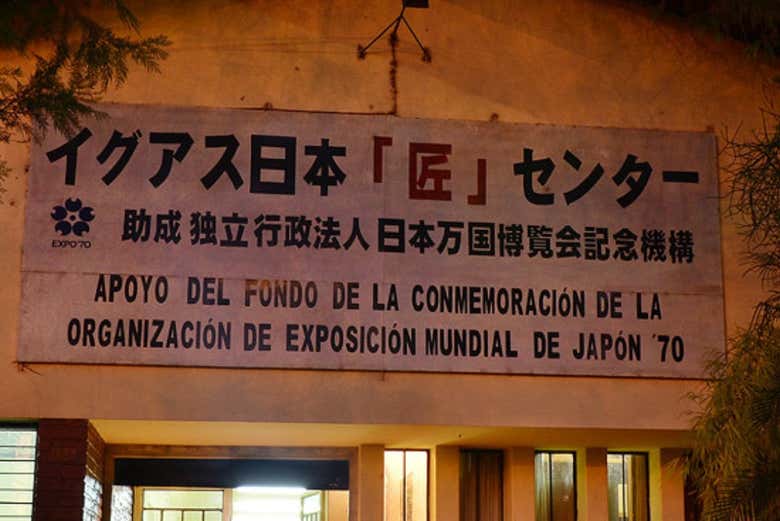 イグアス日本「匠」センター
EXPO'70
助成 独立行政法人日本万国博覧会記念機構
APOYO DEL FONDO DE LA CONMEMORACIÓN DE LA
ORGANIZACIÓN DE EXPOSICIÓN MUNDIAL DE JAPÓN '70